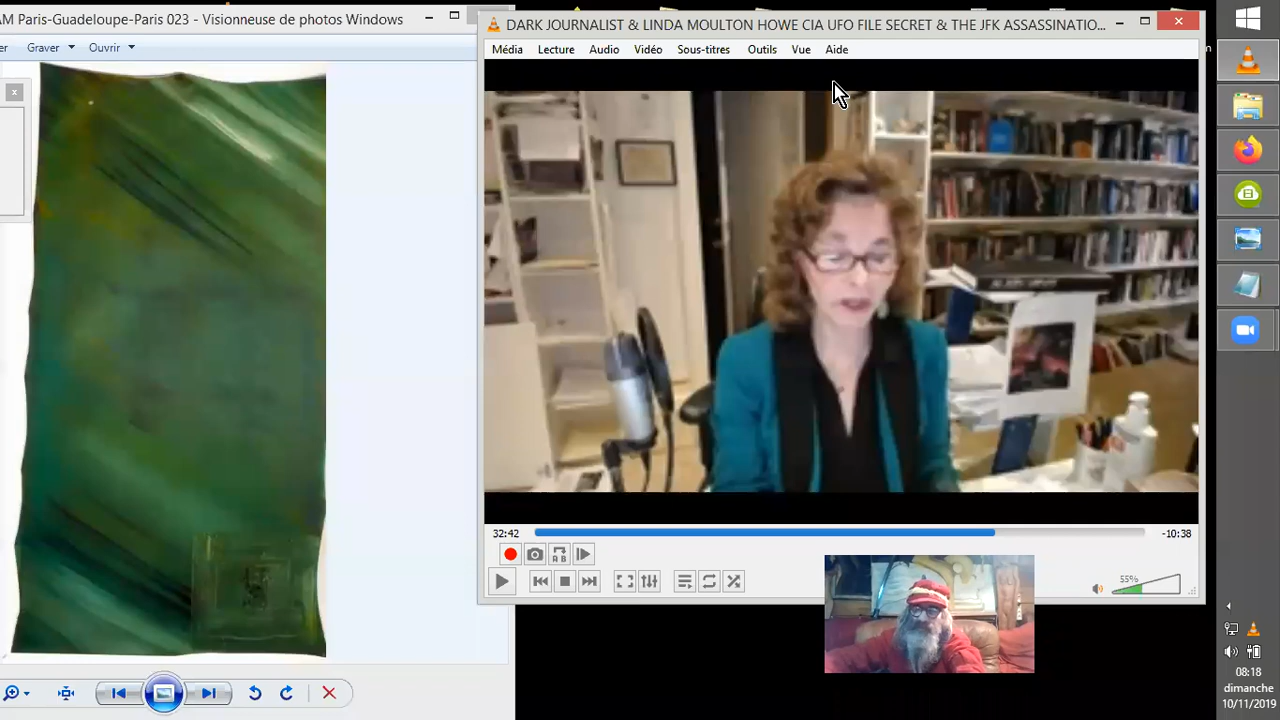 AM Paris-Guadeloupe-Paris 023 - Visionneuse de photos Windows
Graver
Ouvrir
DARK JOURNALIST & LINDA MOULTON HOWE CIA UFO FILE SECRET & THE JFK ASSASSINATIO...
Média Lecture Audio Vidéo Sous-titres Outils Vue Aide
32:42
-10:38
55%
08:18
dimanche
10/11/2019